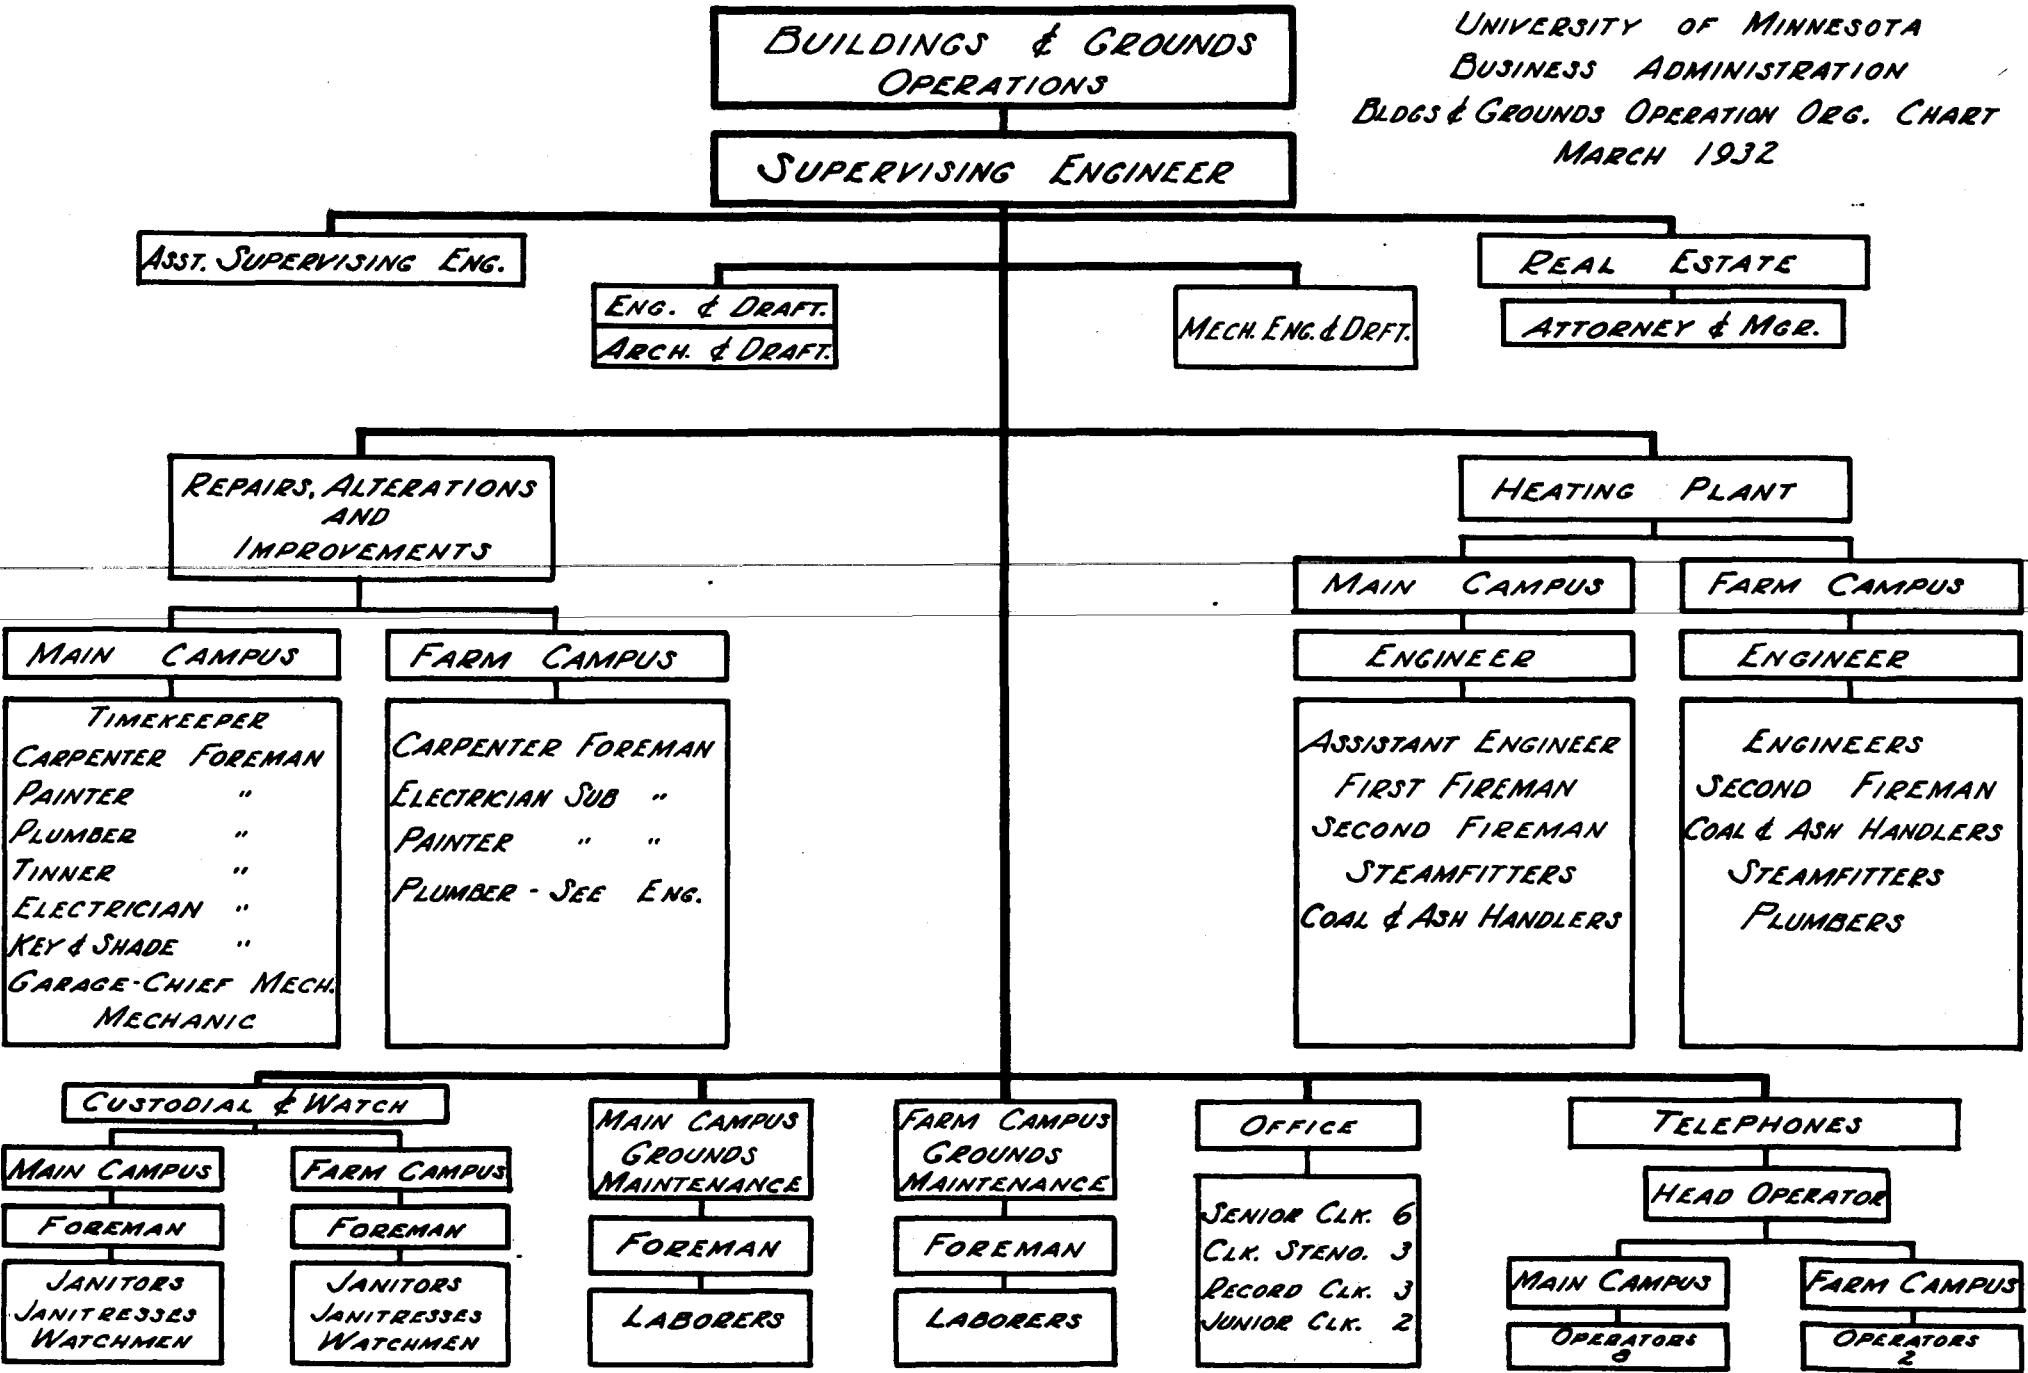 BUILDINGS & GROUNDS
OPERATIONS
UNIVERSITY OF MINNESOTA
BUSINESS ADMINISTRATION
BLDGS & GROUNDS OPERATION ORG. CHART
MARCH 1932
SUPERVISING ENGINEER
ASST. SUPERVISING ENG.
REAL ESTATE
ATTORNEY & MGR.
ENG. & DRAFT.
ARCH. & DRAFT.
MECH. ENG. & DRFT.
REPAIRS, ALTERATIONS
AND
IMPROVEMENTS
MAIN CAMPUS
TIMEKEEPER
CARPENTER FOREMAN
PAINTER "
PLUMBER "
TINNER "
ELECTRICIAN "
KEY & SHADE "
GARAGE-CHIEF MECH.
MECHANIC
FARM CAMPUS
CARPENTER FOREMAN
ELECTRICIAN SUB "
PAINTER " "
PLUMBER - SEE ENG.
HEATING PLANT
MAIN CAMPUS
ENGINEER
ASSISTANT ENGINEER
FIRST FIREMAN
SECOND FIREMAN
STEAMFITTERS
COAL & ASH HANDLERS
FARM CAMPUS
ENGINEER
ENGINEERS
SECOND FIREMAN
COAL & ASH HANDLERS
STEAMFITTERS
PLUMBERS
CUSTODIAL & WATCH
MAIN CAMPUS
FOREMAN
JANITORS
JANITRESSES
WATCHMEN
FARM CAMPUS
FOREMAN
JANITORS
JANITRESSES
WATCHMEN
MAIN CAMPUS
GROUNDS
MAINTENANCE
FOREMAN
LABORERS
FARM CAMPUS
GROUNDS
MAINTENANCE
FOREMAN
LABORERS
OFFICE
SENIOR CLK. 6
CLK. STENO. 3
RECORD CLK. 3
JUNIOR CLK. 2
TELEPHONES
HEAD OPERATOR
MAIN CAMPUS
OPERATORS
8
FARM CAMPUS
OPERATORS
2